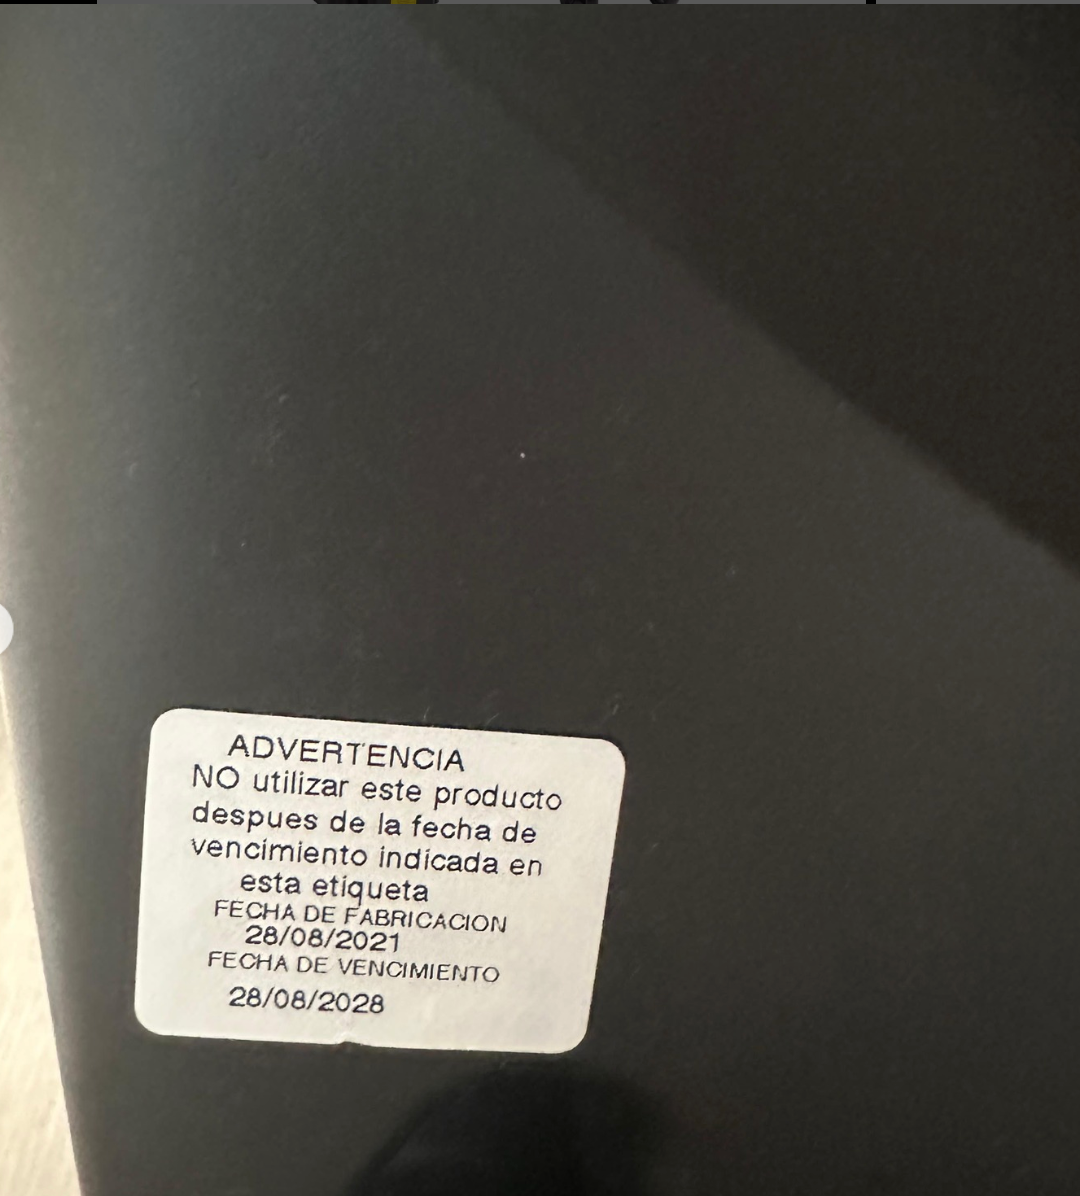 ADVERTENCIA
NO utilizar este producto
despues de la fecha de
vencimiento indicada en
esta etiqueta
FECHA DE FABRICACION
28/08/2021
FECHA DE VENCIMIENTO
28/08/2028